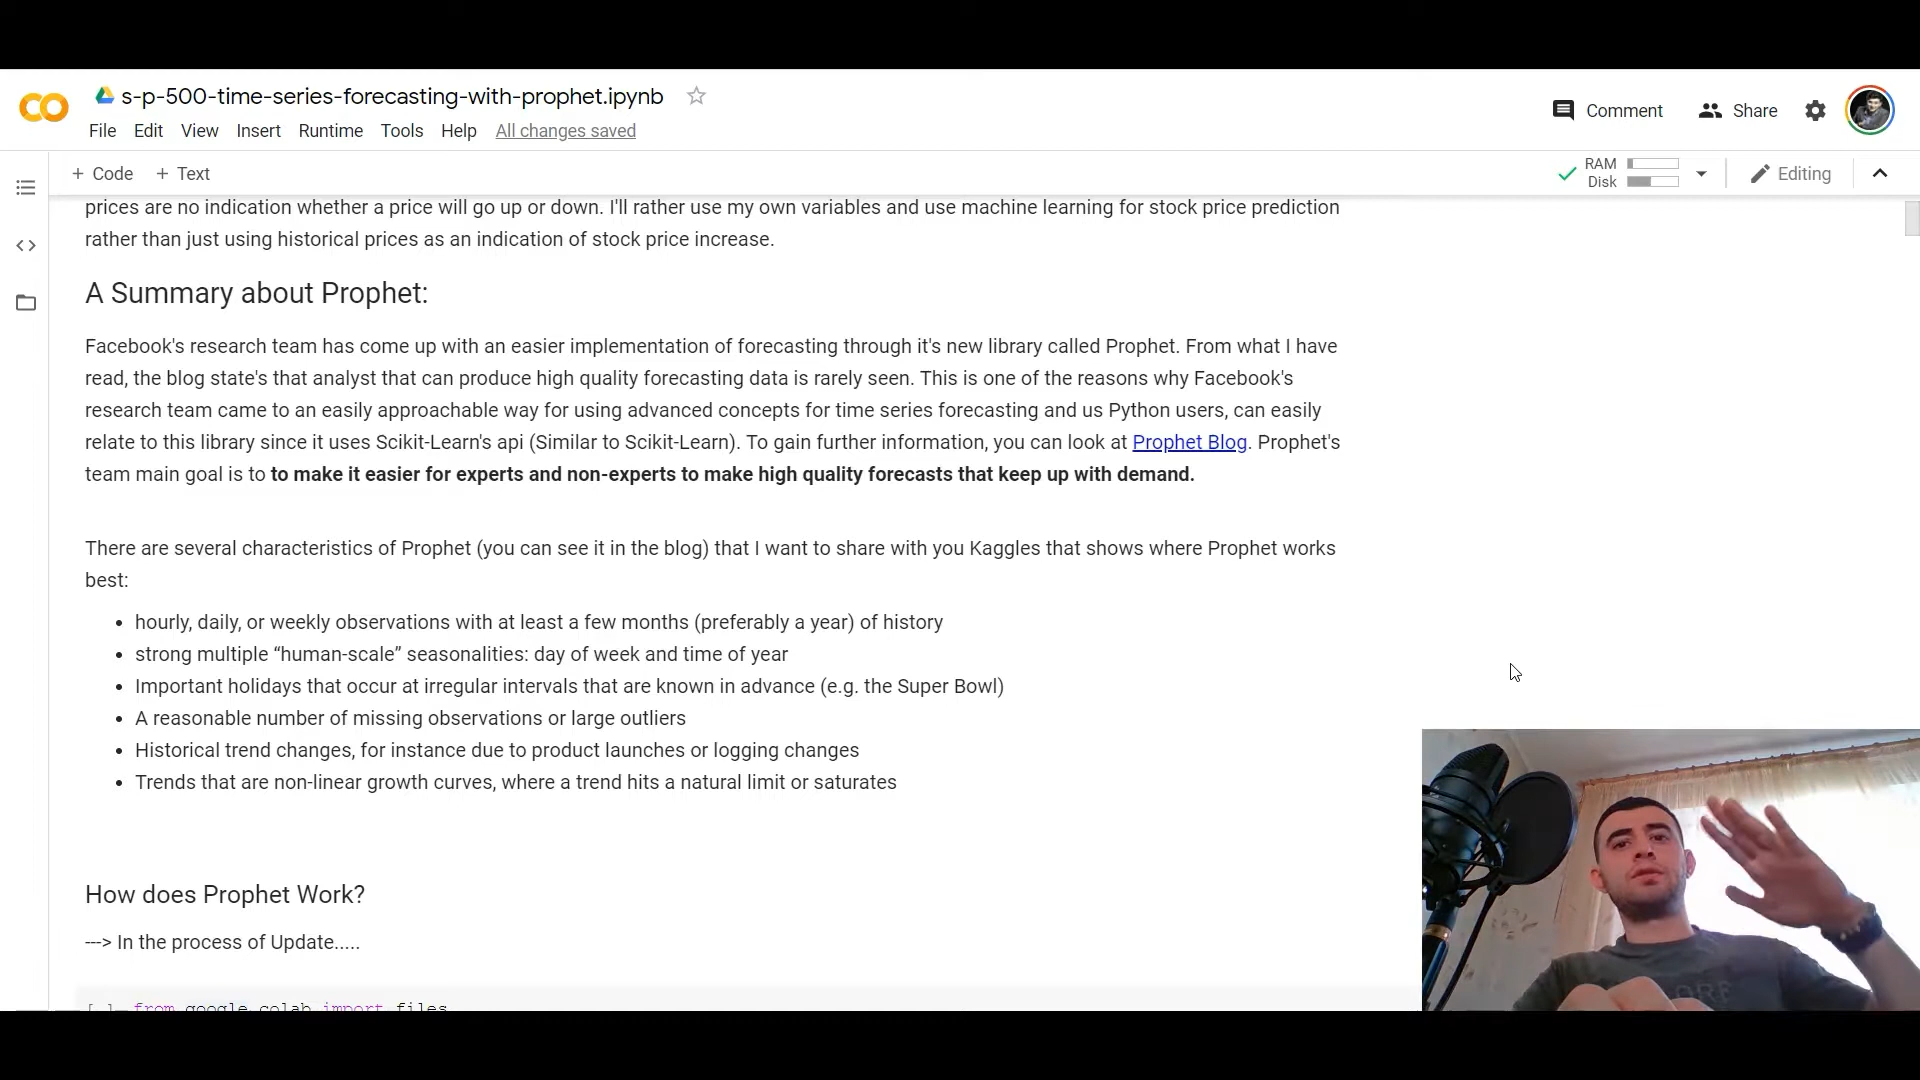 s-p-500-time-series-forecasting-with-prophet.ipynb
Comment
Share
File Edit View Insert Runtime Tools Help All changes saved
+ Code + Text
RAM
Disk
Editing
prices are no indication whether a price will go up or down. I'll rather use my own variables and use machine learning for stock price prediction
rather than just using historical prices as an indication of stock price increase.
A Summary about Prophet:
Facebook's research team has come up with an easier implementation of forecasting through it's new library called Prophet. From what I have
read, the blog state's that analyst that can produce high quality forecasting data is rarely seen. This is one of the reasons why Facebook's
research team came to an easily approachable way for using advanced concepts for time series forecasting and us Python users, can easily
relate to this library since it uses Scikit-Learn's api (Similar to Scikit-Learn). To gain further information, you can look at Prophet Blog. Prophet's
team main goal is to to make it easier for experts and non-experts to make high quality forecasts that keep up with demand.
There are several characteristics of Prophet (you can see it in the blog) that I want to share with you Kaggles that shows where Prophet works
best:
• hourly, daily, or weekly observations with at least a few months (preferably a year) of history
• strong multiple “human-scale” seasonalities: day of week and time of year
• Important holidays that occur at irregular intervals that are known in advance (e.g. the Super Bowl)
• A reasonable number of missing observations or large outliers
• Historical trend changes, for instance due to product launches or logging changes
• Trends that are non-linear growth curves, where a trend hits a natural limit or saturates
How does Prophet Work?
---> In the process of Update.....
[ ] from google.colab import files